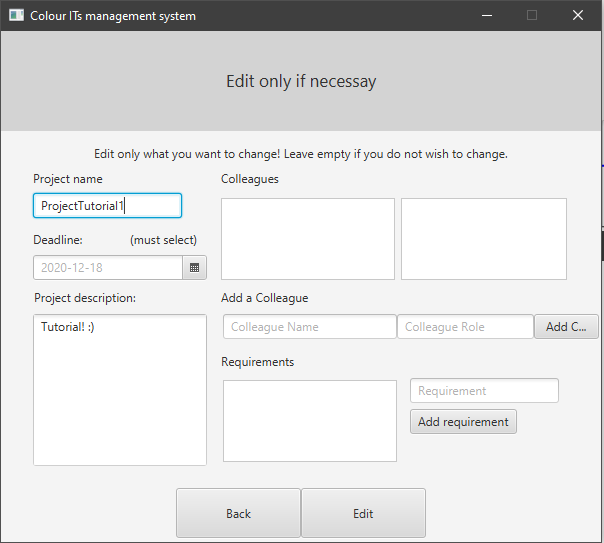 Colour ITs management system
Edit only if necessay
Edit only what you want to change! Leave empty if you do not wish to change.
Project name
Colleagues
ProjectTutorial1
Deadline:
(must select)
2020-12-18
Project description:
Add a Colleague
Tutorial! :)
Colleague Name
Colleague Role
Add C...
Requirements
Requirement
Add requirement
Back
Edit